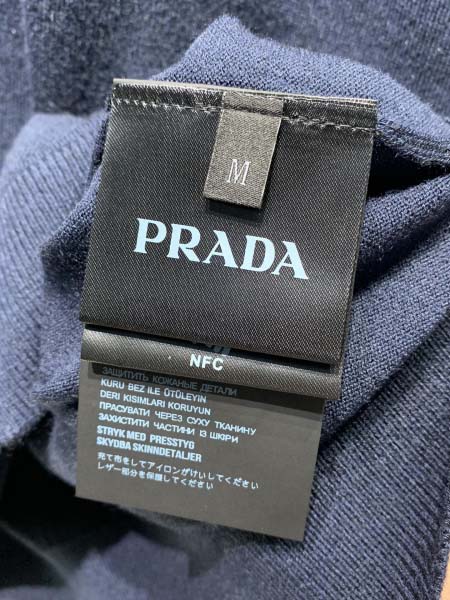 M
PRADA
NFC
ЗАЩИТИТЬ КОЖАНЫЕ ДЕТАЛИ
KURU BEZ ILE ÜTÜLEYIN
DERI KISIMLARI KORUYUN
ПРАСУВАТИ ЧЕРЕЗ СУХУ ТКАНИНУ
ЗАХИСТИТИ ЧАСТИНИ ІЗ ШКІРИ
STRYK MED PRESSTYG
SKYDDA SKINNDETALJER
充て布をしてアイロンがけいしてください
レザー部分を保護してください